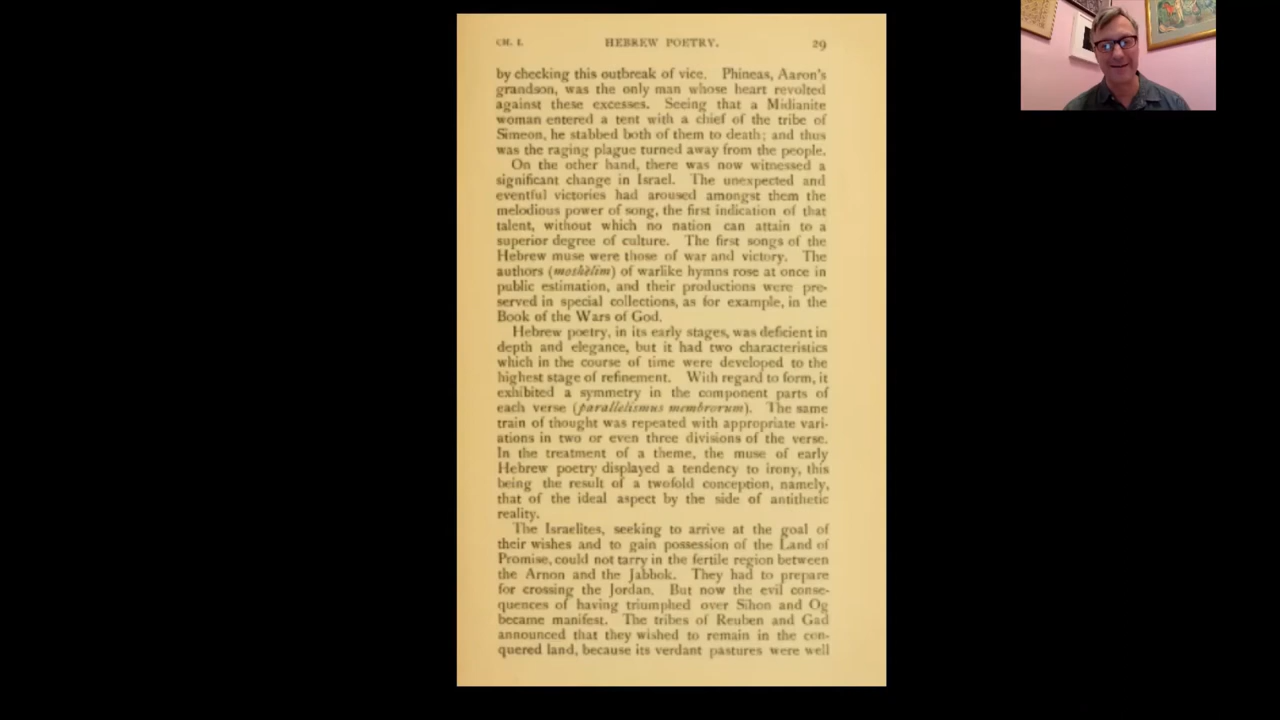 CH. I. HEBREW POETRY. 29
by checking this outbreak of vice. Phineas, Aaron's
grandson, was the only man whose heart revolted
against these excesses. Seeing that a Midianite
woman entered a tent with a chief of the tribe of
Simeon, he stabbed both of them to death; and thus
was the raging plague turned away from the people.
On the other hand, there was now witnessed a
significant change in Israel. The unexpected and
eventful victories had aroused amongst them the
melodious power of song, the first indication of that
talent, without which no nation can attain to a
superior degree of culture. The first songs of the
Hebrew muse were those of war and victory. The
authors (moshelim) of warlike hymns rose at once in
public estimation, and their productions were pre-
served in special collections, as for example, in the
Book of the Wars of God.
Hebrew poetry, in its early stages, was deficient in
depth and elegance, but it had two characteristics
which in the course of time were developed to the
highest stage of refinement. With regard to form, it
exhibited a symmetry in the component parts of
each verse (parallelismus membrorum). The same
train of thought was repeated with appropriate vari-
ations in two or even three divisions of the verse.
In the treatment of a theme, the muse of early
Hebrew poetry displayed a tendency to irony, this
being the result of a twofold conception, namely,
that of the ideal aspect by the side of antithetic
reality.
The Israelites, seeking to arrive at the goal of
their wishes and to gain possession of the Land of
Promise, could not tarry in the fertile region between
the Arnon and the Jabbok. They had to prepare
for crossing the Jordan. But now the evil conse-
quences of having triumphed over Sihon and Og
became manifest. The tribes of Reuben and Gad
announced that they wished to remain in the con-
quered land, because its verdant pastures were well